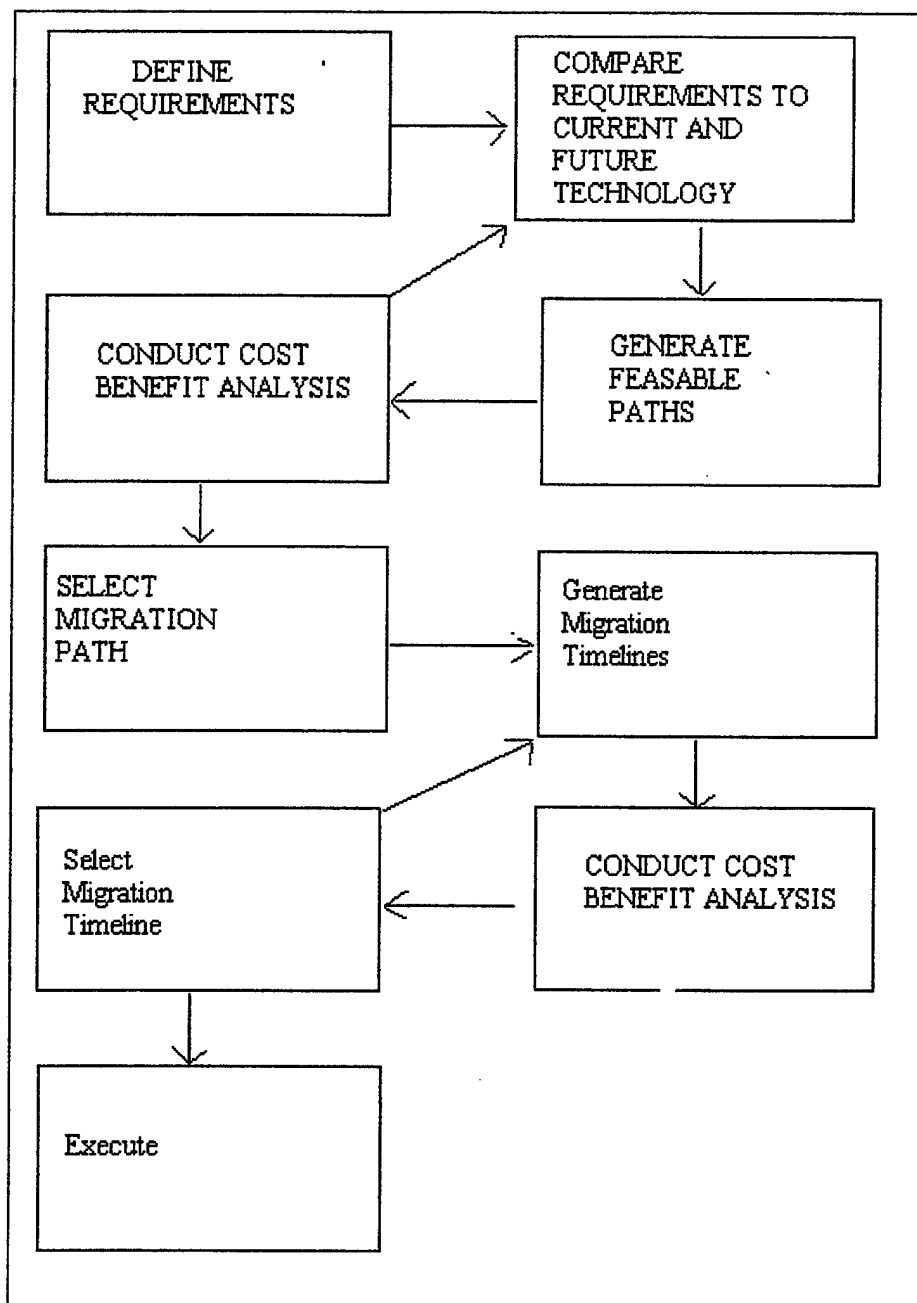 DEFINE
REQUIREMENTS
COMPARE
REQUIREMENTS TO
CURRENT AND
FUTURE
TECHNOLOGY
CONDUCT COST
BENEFIT ANALYSIS
GENERATE
FEASABLE
PATHS
SELECT
MIGRATION
PATH
Generate
Migration
Timelines
Select
Migration
Timeline
CONDUCT COST
BENEFIT ANALYSIS
Execute